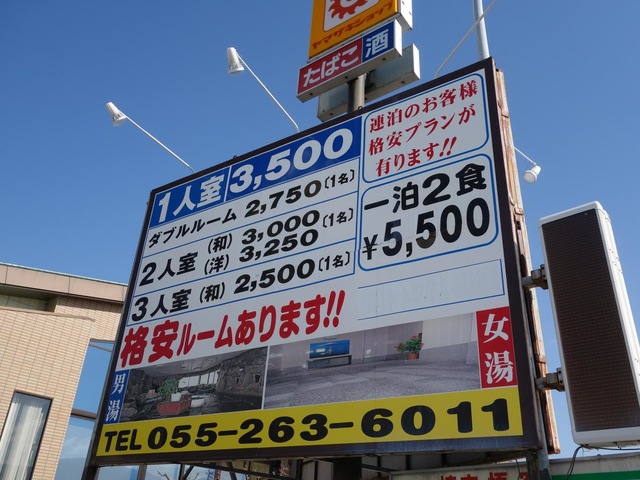 ヤマザキショップ
たばこ 酒
1人室 3,500
ダブルルーム 2,750(1名)
2人室 (和) 3,000 (1名)
(洋) 3,250
3人室 (和) 2,500 (1名)
連泊のお客様
格安プランが
有ります!!
一泊2食
¥5,500
格安ルームあります!!
男湯
女湯
TEL 055-263-6011